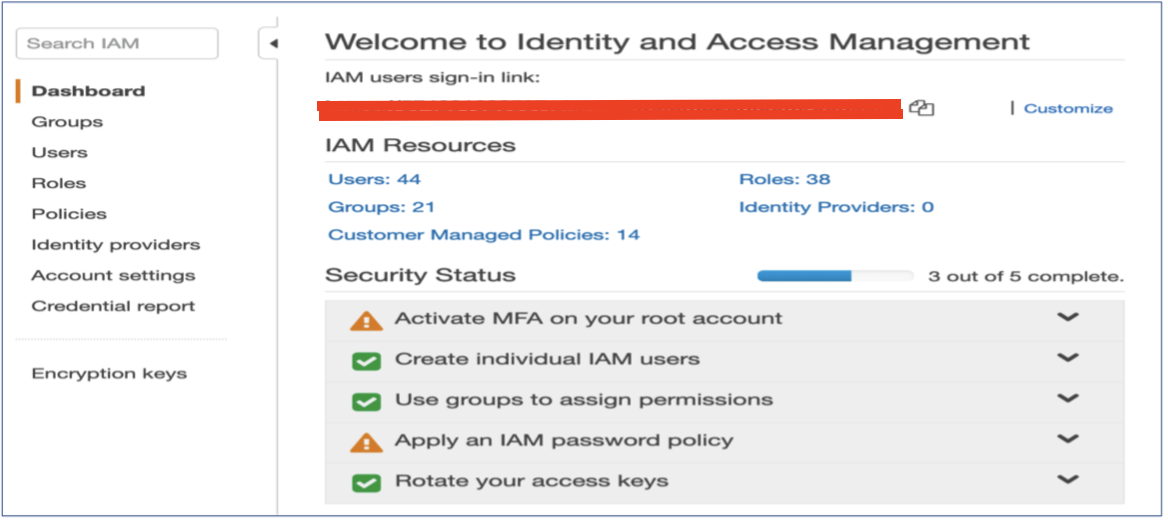 Search IAM
Dashboard
Groups
Users
Roles
Policies
Identity providers
Account settings
Credential report
Encryption keys
Welcome to Identity and Access Management
IAM users sign-in link:
| Customize
IAM Resources
Users: 44 Roles: 38
Groups: 21 Identity Providers: 0
Customer Managed Policies: 14
Security Status 3 out of 5 complete.
Activate MFA on your root account
Create individual IAM users
Use groups to assign permissions
Apply an IAM password policy
Rotate your access keys